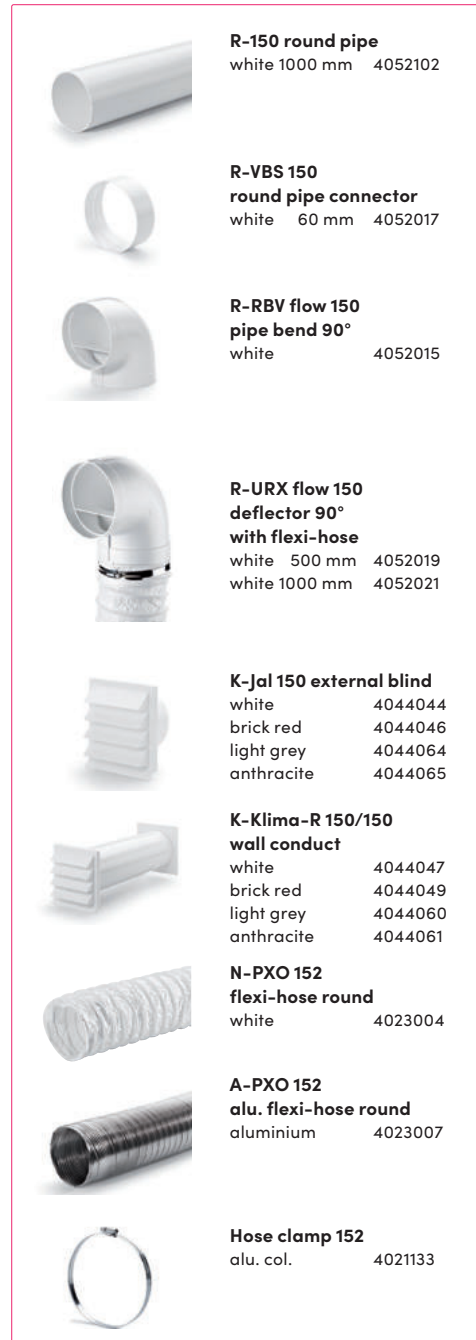 R-150 round pipe
white 1000 mm 4052102
R-VBS 150
round pipe connector
white 60 mm 4052017
R-RBV flow 150
pipe bend 90°
white 4052015
R-URX flow 150
deflector 90°
with flexi-hose
white 500 mm 4052019
white 1000 mm 4052021
K-Jal 150 external blind
white 4044044
brick red 4044046
light grey 4044064
anthracite 4044065
K-Klima-R 150/150
wall conduct
white 4044047
brick red 4044049
light grey 4044060
anthracite 4044061
N-PXO 152
flexi-hose round
white 4023004
A-PXO 152
alu. flexi-hose round
aluminium 4023007
Hose clamp 152
alu. col. 4021133